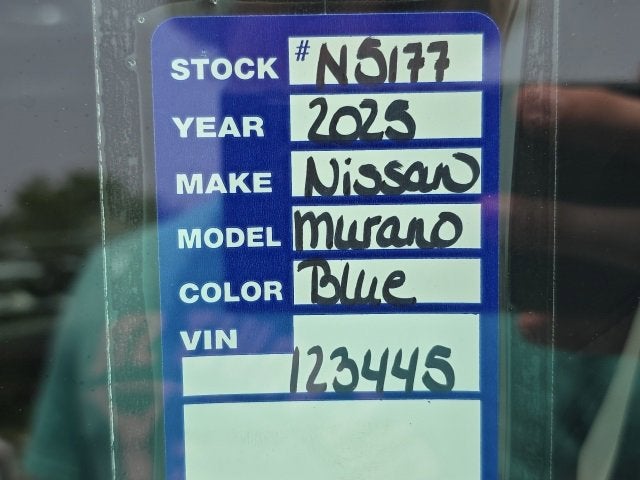 STOCK # N5177
YEAR 2025
MAKE Nissan
MODEL Murano
COLOR Blue
VIN
123445